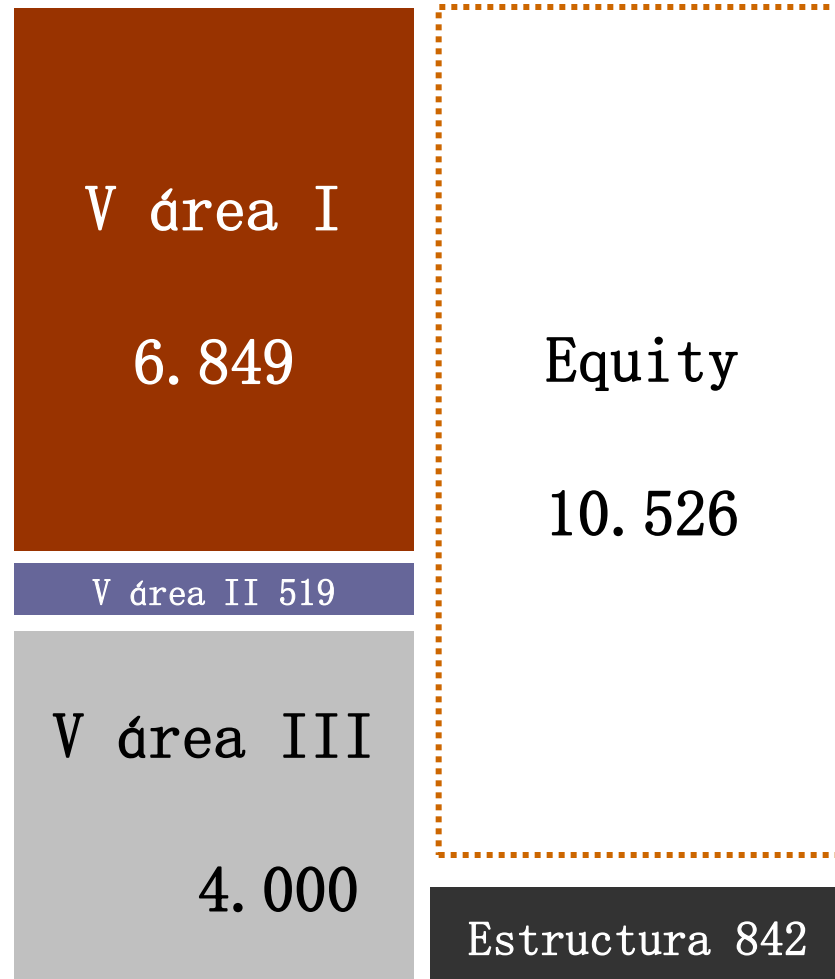 V área I
6.849
V área II 519
V área III
4.000
Equity
10.526
Estructura 842